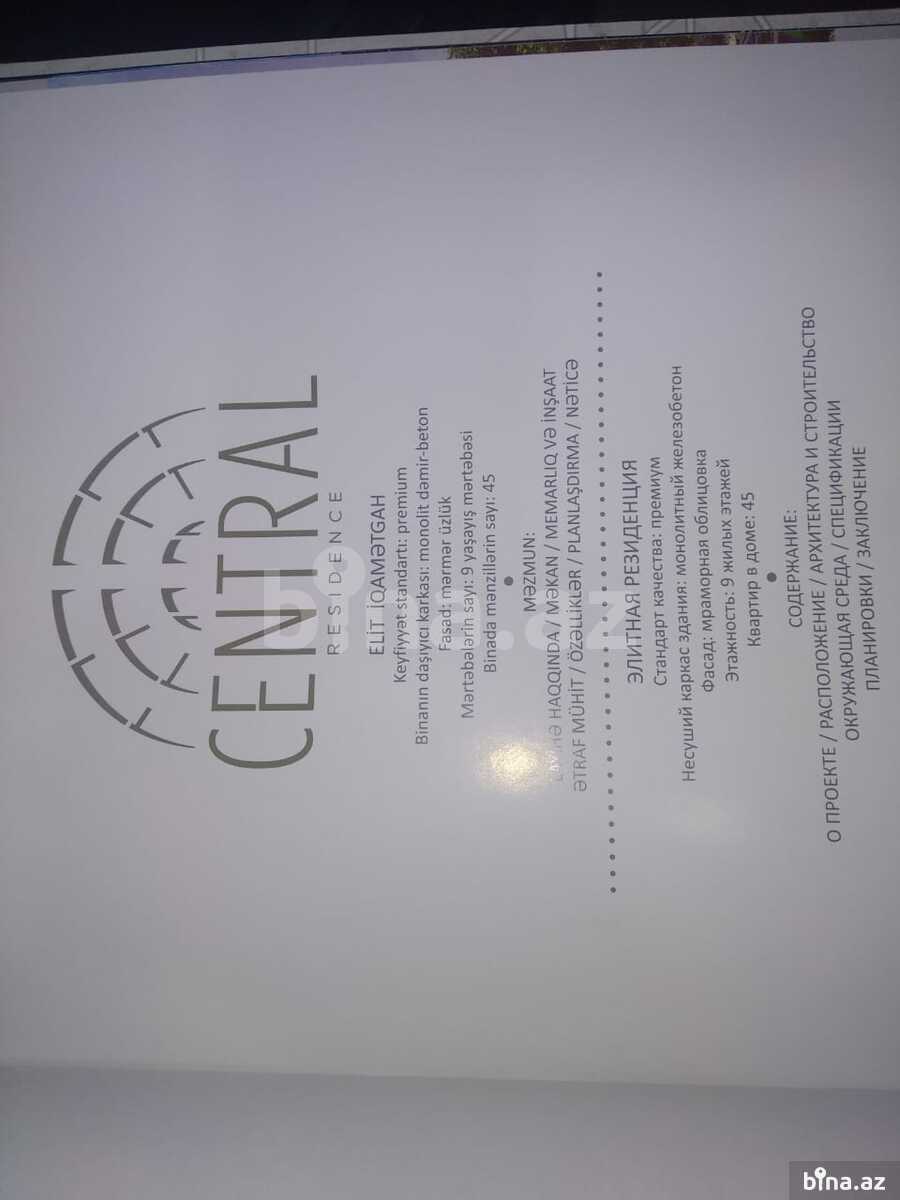 CENTRAL
RESIDENCE
ELİT İQAMƏTGAH
Keyfiyyət standartı: premium
Binanın daşıyıcı karkası: monolit dəmir-beton
Fasad: mərmər üzlük
Mərtəbələrin sayı: 9 yaşayış mərtəbəsi
Binada mənzillərin sayı: 45
MƏZMUN:
HAQQINDA / MƏKAN / MEMARLIQ VƏ İNŞAAT
ƏTRAF MÜHİT / ÖZƏLLİKLƏR / PLANLAŞDIRMA / NƏTİCƏ
ЭЛИТНАЯ РЕЗИДЕНЦИЯ
Стандарт качества: премиум
Несуший каркас здания: монолитный железобетон
Фасад: мраморная облицовка
Этажность: 9 жилых этажей
Квартир в доме: 45
СОДЕРЖАНИЕ:
О ПРОЕКТЕ / РАСПОЛОЖЕНИЕ / АРХИТЕКТУРА И СТРОИТЕЛЬСТВО
ОКРУЖАЮЩАЯ СРЕДА / СПЕЦИФИКАЦИИ
ПЛАНИРОВКИ / ЗАКЛЮЧЕНИЕ
bina.az
bina.az